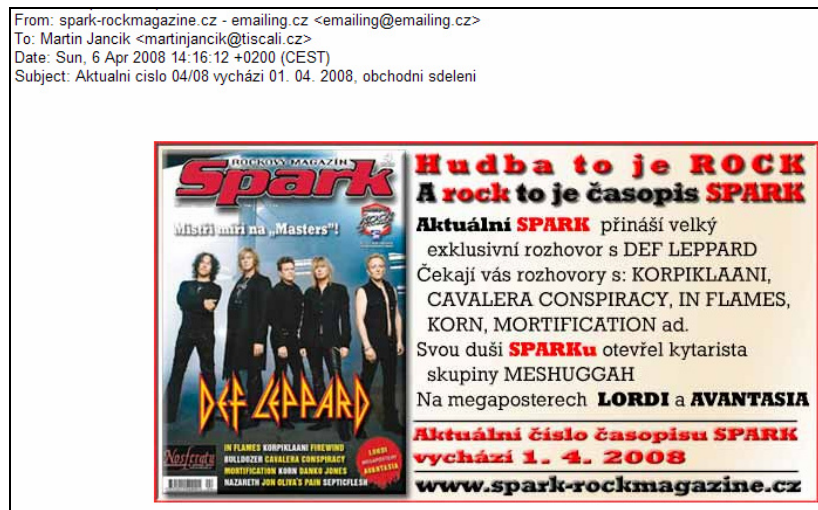 From: spark-rockmagazine.cz - emailing.cz <emailing@emailing.cz>
To: Martin Jancik <martinjancik@tiscali.cz>
Date: Sun, 6 Apr 2008 14:16:12 +0200 (CEST)
Subject: Aktualni cislo 04/08 vycházi 01. 04. 2008, obchodni sdeleni
ROCKOVÝ MAGAZÍN
Spark
Mistři míří na „Masters"!
DEF LEPPARD
Nosferatu
IN FLAMES KORPIKLAANI FIREWIND
BULLDOZER CAVALERA CONSPIRACY
MORTIFICATION KORN DANKO JONES
NAZARETH JON OLIVA'S PAIN SEPTICFLESH
LORDI
MEGAPOSTERY
AVANTASIA
Hudba to je ROCK
A rock to je časopis SPARK
Aktuální SPARK přináší velký
exklusivní rozhovor s DEF LEPPARD
Čekají vás rozhovory s: KORPIKLAANI,
CAVALERA CONSPIRACY, IN FLAMES,
KORN, MORTIFICATION ad.
Svou duši SPARKu otevřel kytarista
skupiny MESHUGGAH
Na megaposterech LORDI a AVANTASIA
Aktuální číslo časopisu SPARK
vychází 1. 4. 2008
www.spark-rockmagazine.cz